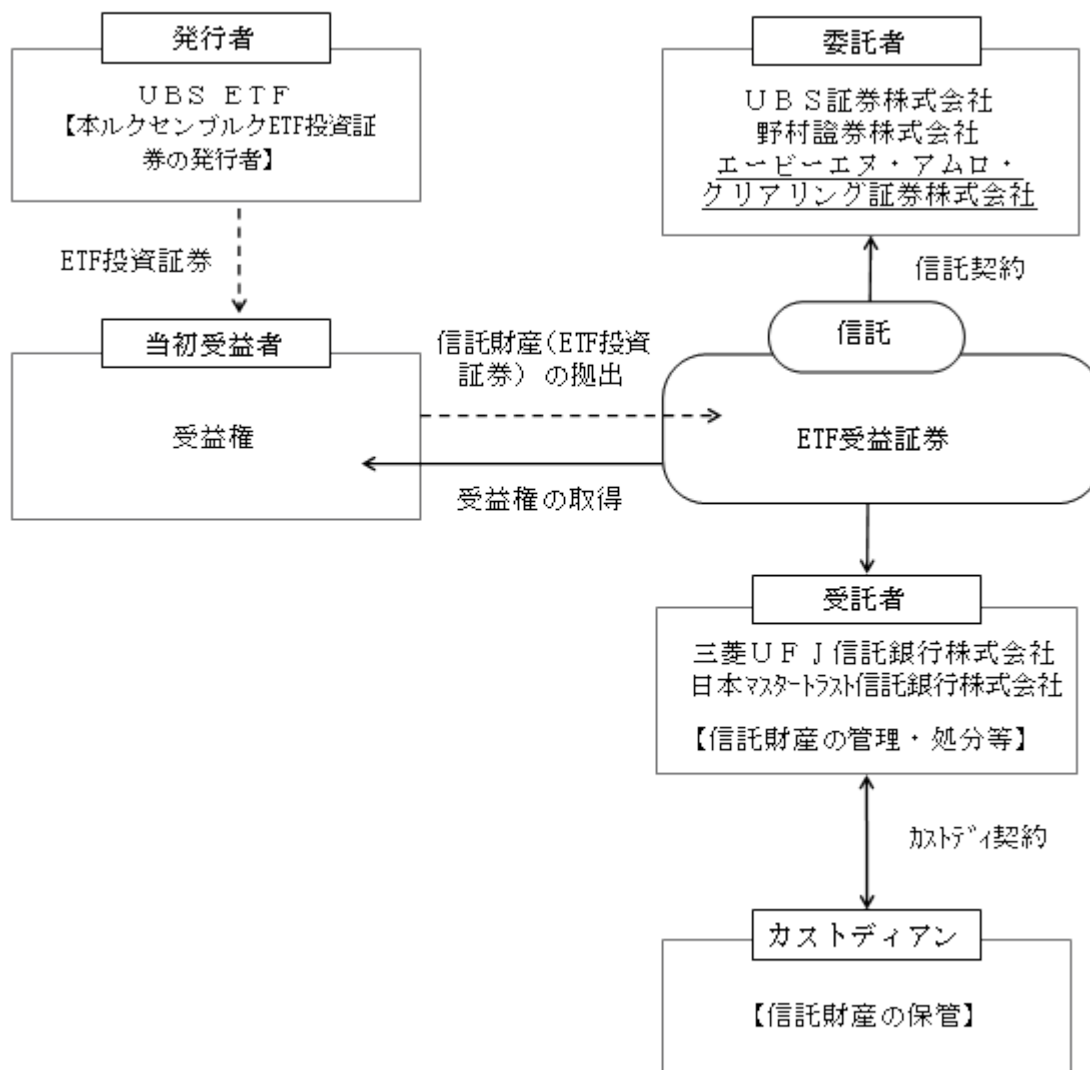 発行者
ＵＢＳ ＥＴＦ
【本ルクセンブルクETF投資証
券の発行者】
ETF投資証券
委託者
ＵＢＳ証券株式会社
野村證券株式会社
エービーエヌ・アムロ・
クリアリング証券株式会社
信託契約
当初受益者
受益権
信託財産(ETF投資
証券) の拠出
受益権の取得
信託
ETF受益証券
受託者
三菱ＵＦＪ信託銀行株式会社
日本ﾏｽﾀｰﾄﾗｽﾄ信託銀行株式会社
【信託財産の管理・処分等】
ｶｽﾄﾃﾞｨ契約
カストディアン
【信託財産の保管】